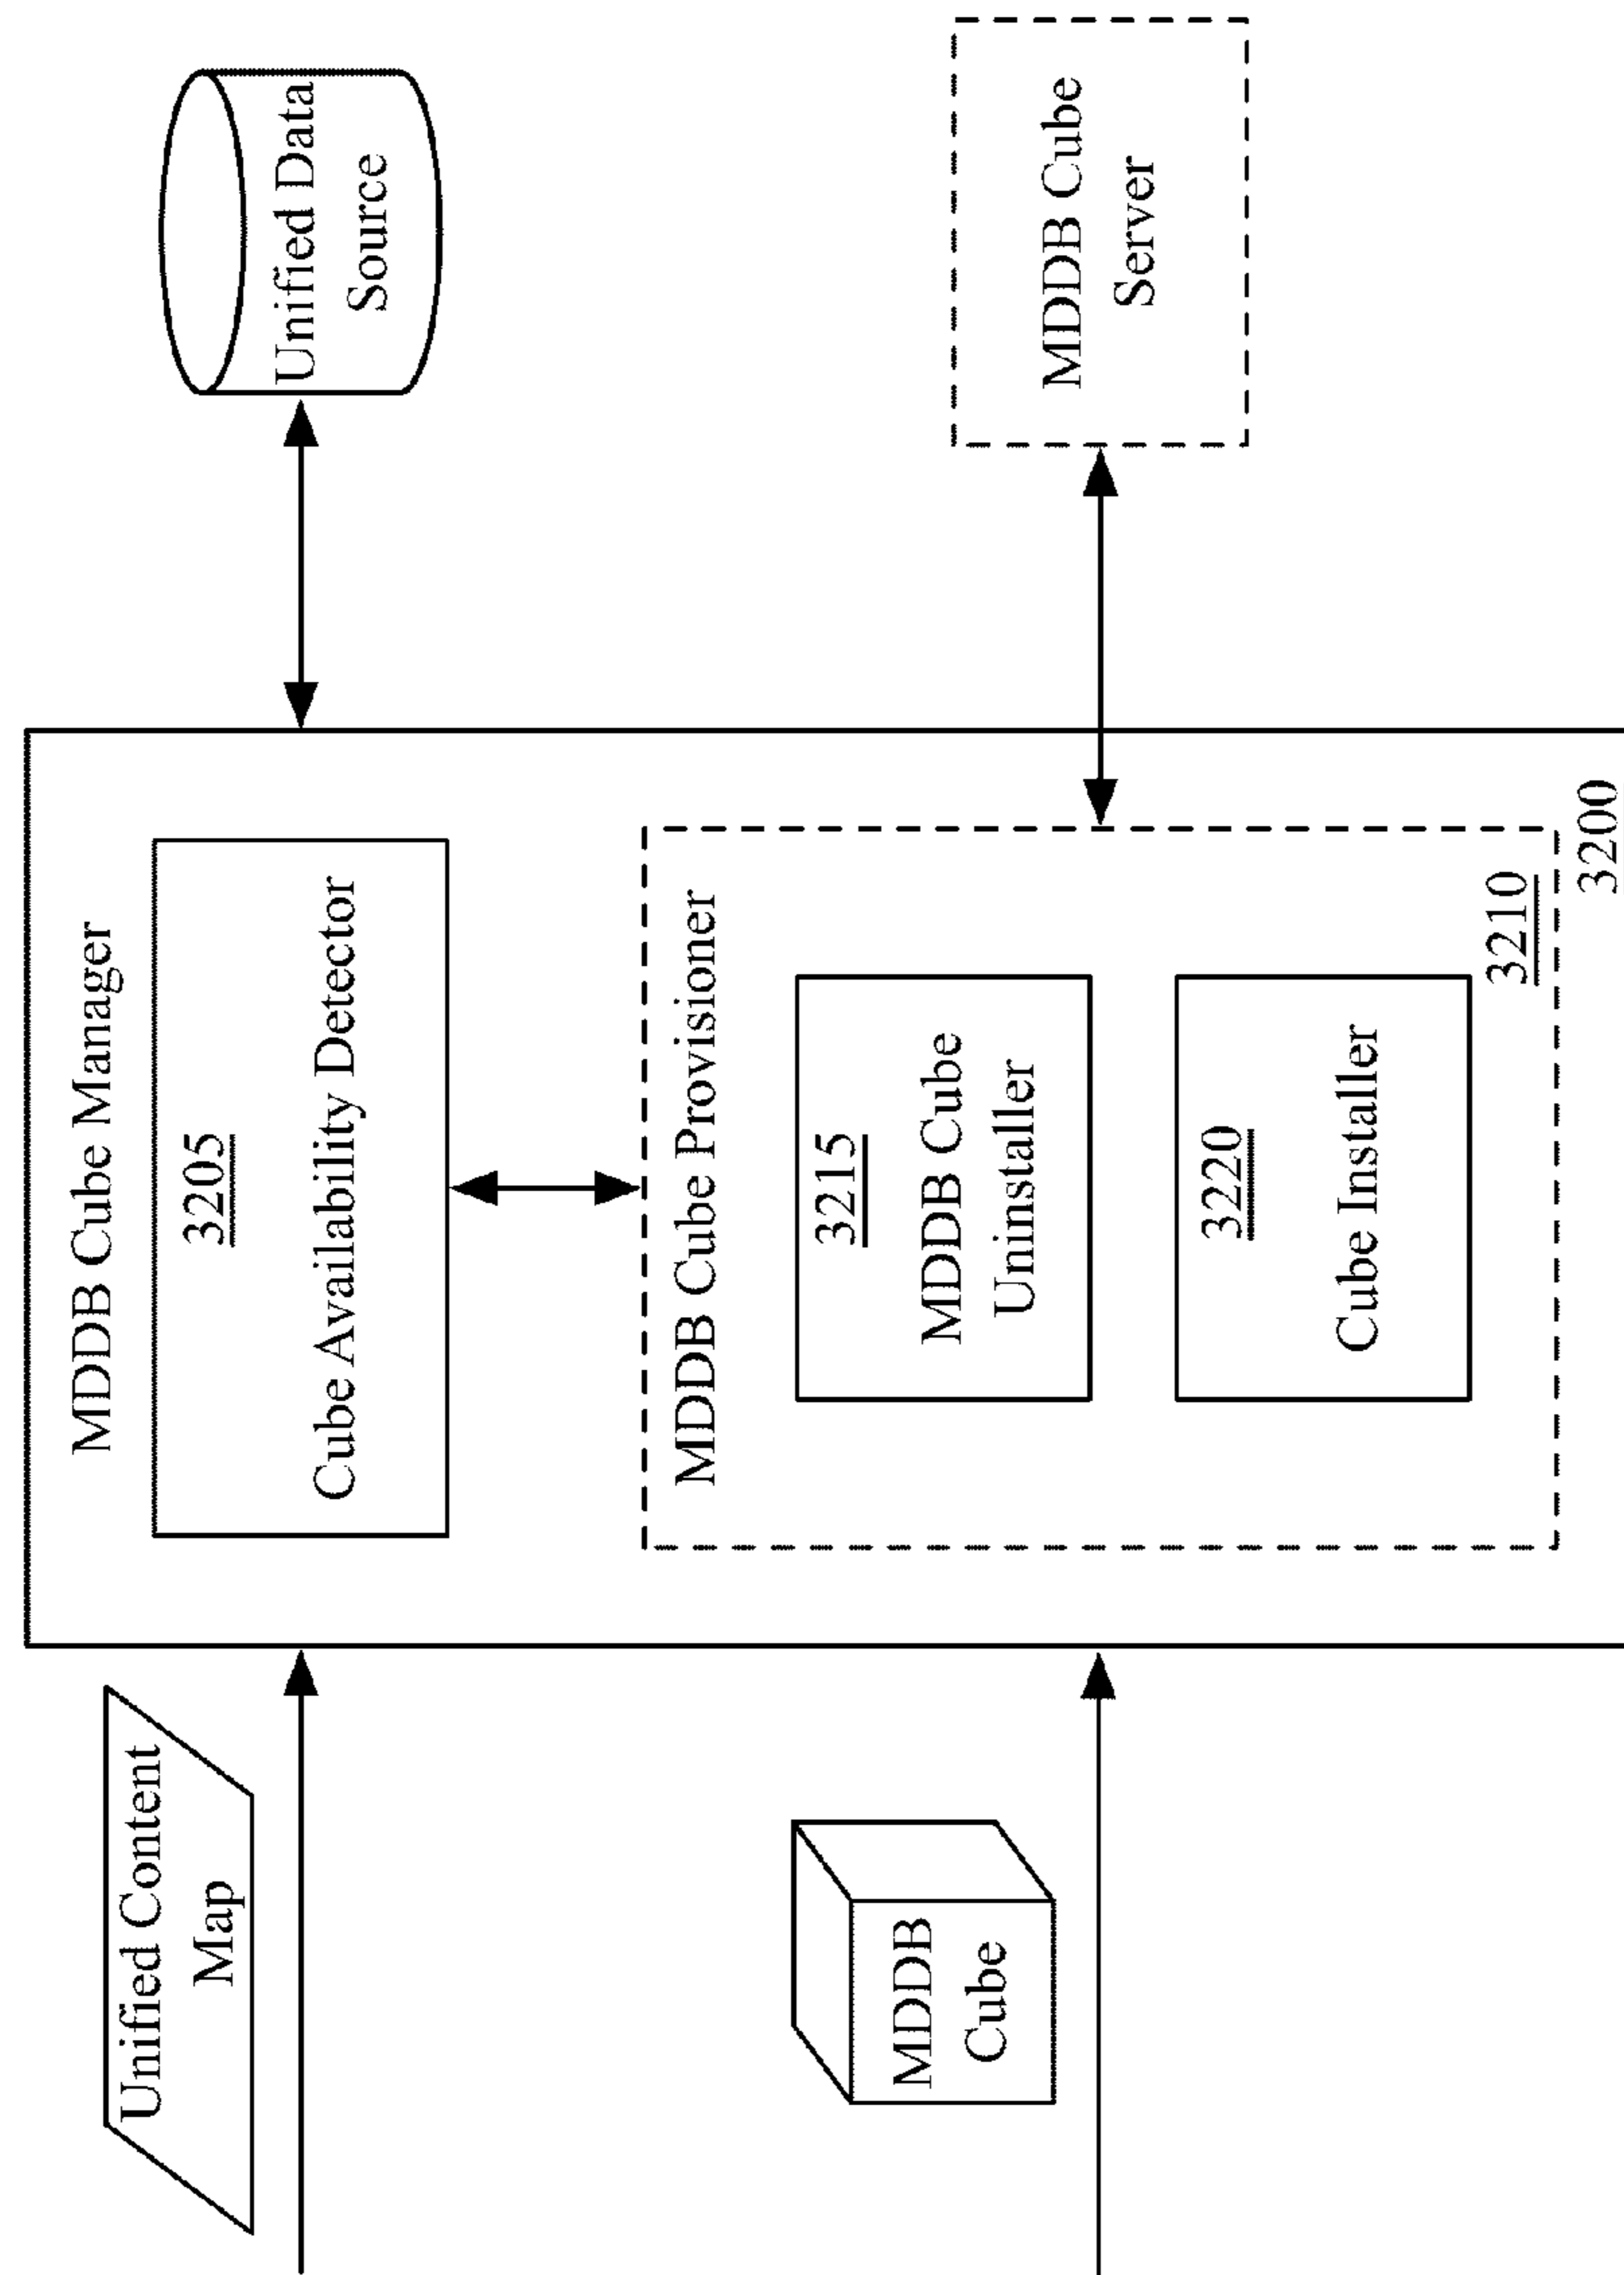 Unified Content
Map
MDDB
Cube
MDDB Cube Manager
3205
Cube Availability Detector
MDDB Cube Provisioner
3215
MDDB Cube
Uninstaller
3220
Cube Installer
3210
3200
Unified Data
Source
MDDB Cube
Server